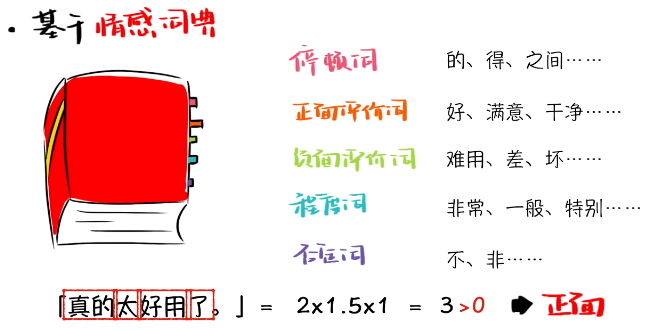 · 基于 情感词典
停顿词 的、得、之间……
正面评价词 好、满意、干净……
负面评价词 难用、差、坏……
程度词 非常、一般、特别……
否定词 不、非……
「真的太好用了。」 = 2x1.5x1 = 3 >0 ➡ 正面